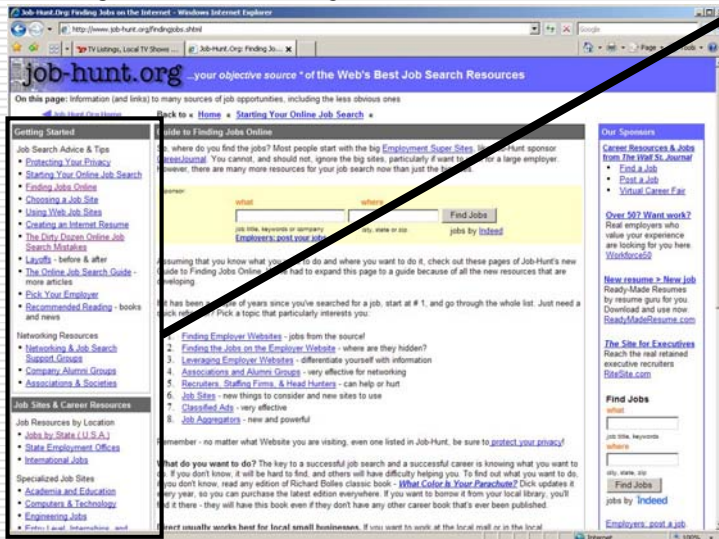 Job-Hunt.Org: Finding Jobs on the Internet - Windows Internet Explorer
http://www.job-hunt.org/findingjobs.shtml
Google
TV Listings, Local TV Shows ...
Job-Hunt.Org: Finding Jo...
Page
Tools
job-hunt.org ...your objective source * of the Web's Best Job Search Resources
On this page: Information (and links) to many sources of job opportunities, including the less obvious ones
Job-Hunt.Org Home
Back to « Home « Starting Your Online Job Search «
Getting Started
Job Search Advice & Tips
Protecting Your Privacy
Starting Your Online Job Search
Finding Jobs Online
Choosing a Job Site
Using Web Job Sites
Creating an Internet Resume
The Dirty Dozen Online Job
Search Mistakes
Layoffs - before & after
The Online Job Search Guide -
more articles
Pick Your Employer
Recommended Reading - books
and news
Networking Resources
Networking & Job Search
Support Groups
Company Alumni Groups
Associations & Societies
Job Sites & Career Resources
Job Resources by Location
Jobs by State ( U.S.A.)
State Employment Offices
International Jobs
Specialized Job Sites
Academia and Education
Computers & Technology
Engineering Jobs
Entry Level, Internships, and
Guide to Finding Jobs Online
So, where do you find the jobs? Most people start with the big Employment Super Sites, Job-Hunt sponsor
CareerJournal. You cannot, and should not, ignore the big sites, particularly if want to for a large employer.
However, there are many more resources for your job search now than just the big
Sponsor:
what
where
Find Jobs
job title, keywords or company
city, state or zip
jobs by Indeed
Employers: post your jobs
Assuming that you know what you to do and where you want to do it, check out these pages of Job-Hunt's new
Guide to Finding Jobs Online. had to expand this page to a guide because of all the new resources that are
developing.
If it has been a of years since you've searched for a job, start at # 1, and go through the whole list. Just need a
quick Pick a topic that particularly interests you:
1. Finding Employer Websites - jobs from the source!
2. Finding the Jobs on the Employer Website - where are they hidden?
3. Leveraging Employer Websites - differentiate yourself with information
4. Associations and Alumni Groups - very effective for networking
5. Recruiters, Staffing Firms, & Head Hunters - can help or hurt
6. Job Sites - new things to consider and new sites to use
7. Classified Ads - very effective
8. Job Aggregators - new and powerful
Remember - no matter what Website you are visiting, even one listed in Job-Hunt, be sure to protect your privacy!
What do you want to do? The key to a successful job search and a successful career is knowing what you want to
do. If you don't know, it will be hard to find, and others will have difficulty helping you. To find out what you want to do,
if you don't know, read any edition of Richard Bolles classic book - What Color Is Your Parachute? Dick updates it
every year, so you can purchase the latest edition everywhere. If you want to borrow it from your local library, you'll
find it there - they will have this book even if they don't have any other career book that's ever been published.
Direct usually works best for local small businesses. If you want to work at the local mall or in the local
Our Sponsors
Career Resources & Jobs
from The Wall St. Journal
Find a Job
Post a Job
Virtual Career Fair
Over 50? Want work?
Real employers who
value your experience
are looking for you here.
Workforce50
New resume > New job
Ready-Made Resumes
by resume guru for you.
Download and use now.
ReadyMadeResume.com
The Site for Executives
Reach the real retained
executive recruiters
RiteSite.com
Find Jobs
what
job title, keywords
where
city, state, zip
Find Jobs
jobs by Indeed
Employers: post a job
Internet
100%